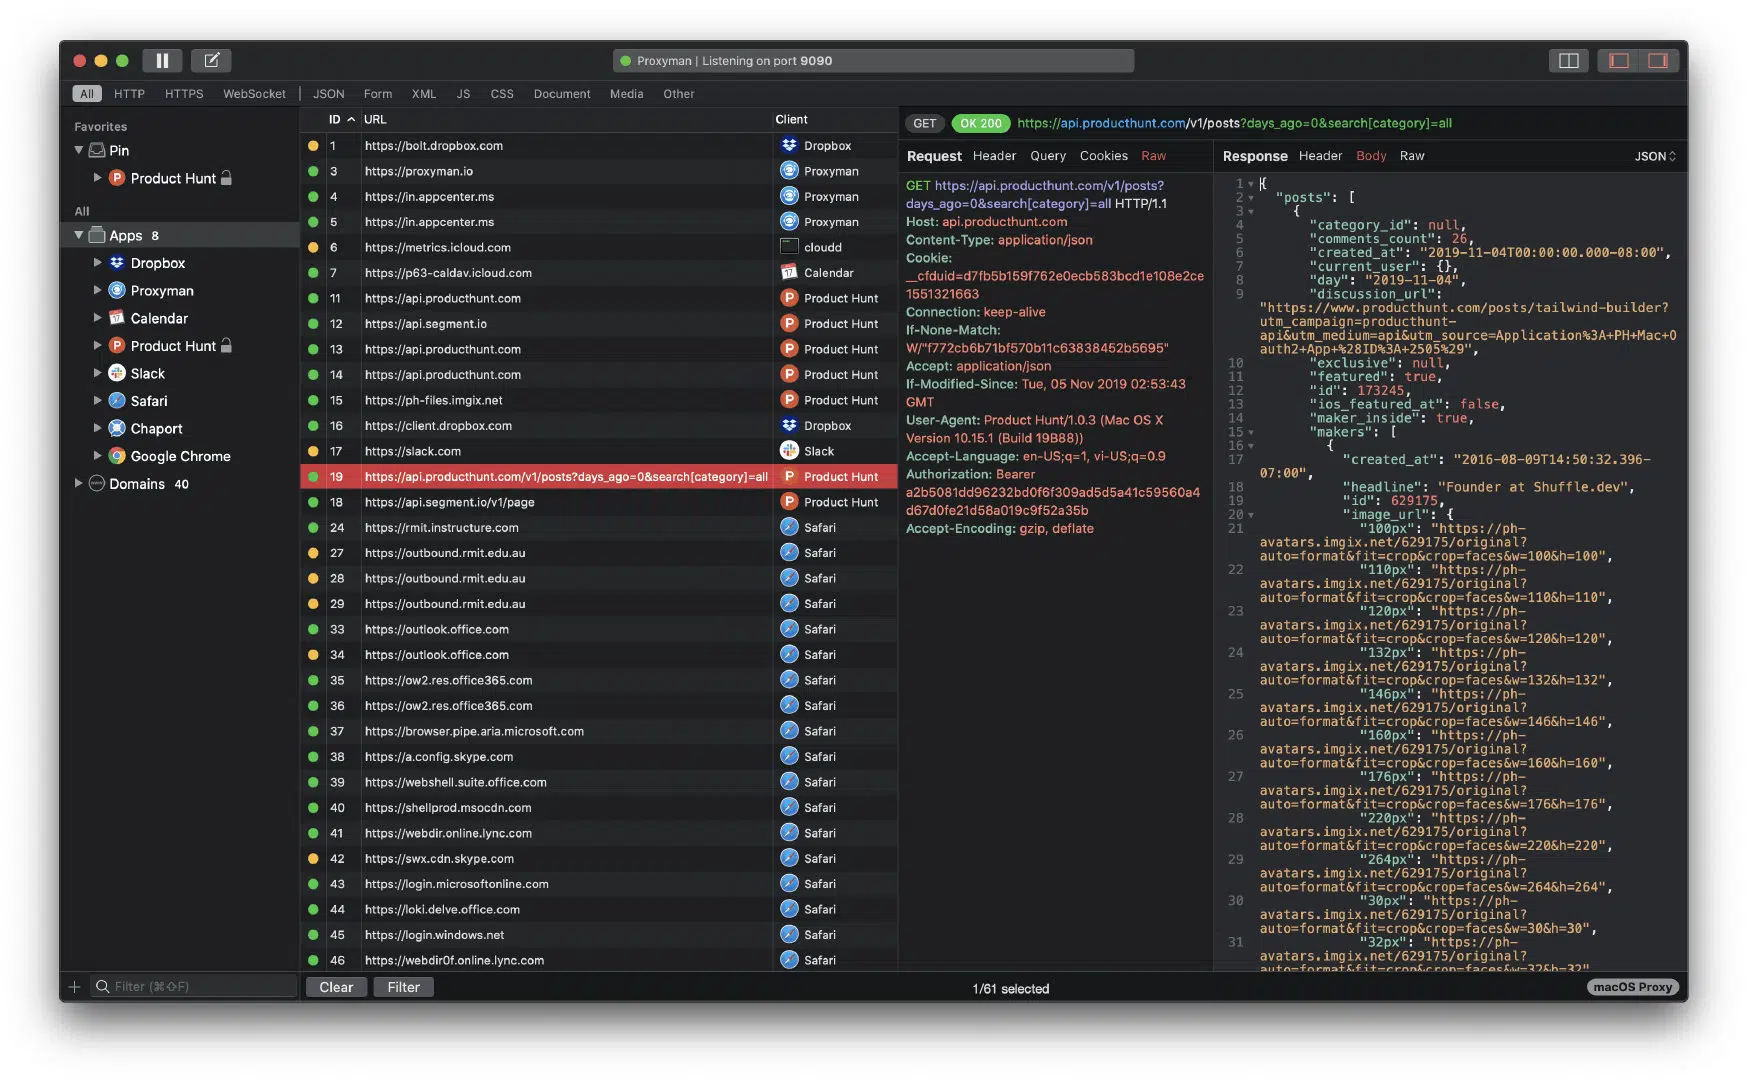 Proxyman | Listening on port 9090
All HTTP HTTPS WebSocket JSON Form XML JS CSS Document Media Other
Favorites
Pin
Product Hunt
All
Apps 8
Dropbox
Proxyman
Calendar
Product Hunt
Slack
Safari
Chaport
Google Chrome
Domains 40
Filter (⌘⇧F)
ID URL Client
1 https://bolt.dropbox.com Dropbox
3 https://proxyman.io Proxyman
4 https://in.appcenter.ms Proxyman
5 https://in.appcenter.ms Proxyman
6 https://metrics.icloud.com cloudd
7 https://p63-caldav.icloud.com Calendar
11 https://api.producthunt.com Product Hunt
12 https://api.segment.io Product Hunt
13 https://api.producthunt.com Product Hunt
14 https://api.producthunt.com Product Hunt
15 https://ph-files.imgix.net Product Hunt
16 https://client.dropbox.com Dropbox
17 https://slack.com Slack
19 https://api.producthunt.com/v1/posts?days_ago=0&search[category]=all Product Hunt
18 https://api.segment.io/v1/page Product Hunt
24 https://rmit.instructure.com Safari
27 https://outbound.rmit.edu.au Safari
28 https://outbound.rmit.edu.au Safari
29 https://outbound.rmit.edu.au Safari
33 https://outlook.office.com Safari
34 https://outlook.office.com Safari
35 https://ow2.res.office365.com Safari
36 https://ow2.res.office365.com Safari
37 https://browser.pipe.aria.microsoft.com Safari
38 https://a.config.skype.com Safari
39 https://webshell.suite.office.com Safari
40 https://shellprod.msocdn.com Safari
41 https://webdir.online.lync.com Safari
42 https://swx.cdn.skype.com Safari
43 https://login.microsoftonline.com Safari
44 https://loki.delve.office.com Safari
45 https://login.windows.net Safari
46 https://webdir0f.online.lync.com Safari
Clear Filter
GET OK 200 https://api.producthunt.com/v1/posts?days_ago=0&search[category]=all
Request Header Query Cookies Raw
GET https://api.producthunt.com/v1/posts?
days_ago=0&search[category]=all HTTP/1.1
Host: api.producthunt.com
Content-Type: application/json
Cookie:
__cfduid=d7fb5b159f762e0ecb583bcd1e108e2ce
1551321663
Connection: keep-alive
If-None-Match:
W/"f772cb6b71bf570b11c63838452b5695"
Accept: application/json
If-Modified-Since: Tue, 05 Nov 2019 02:53:43
GMT
User-Agent: Product Hunt/1.0.3 (Mac OS X
Version 10.15.1 (Build 19B88))
Accept-Language: en-US;q=1, vi-US;q=0.9
Authorization: Bearer
a2b5081dd96232bd0f6f309ad5d5a41c59560a4
d67d0fe21d58a019c9f52a35b
Accept-Encoding: gzip, deflate
Response Header Body Raw JSON
1 {
2 "posts": [
3 {
4 "category_id": null,
5 "comments_count": 26,
6 "created_at": "2019-11-04T00:00:00.000-08:00",
7 "current_user": {},
8 "day": "2019-11-04",
9 "discussion_url":
"https://www.producthunt.com/posts/tailwind-builder?
utm_campaign=producthunt-
api&utm_medium=api&utm_source=Application%3A+PH+Mac+O
auth2+App+%28ID%3A+2505%29",
10 "exclusive": null,
11 "featured": true,
12 "id": 173245,
13 "ios_featured_at": false,
14 "maker_inside": true,
15 "makers": [
16 {
17 "created_at": "2016-08-09T14:50:32.396-
07:00",
18 "headline": "Founder at Shuffle.dev",
19 "id": 629175,
20 "image_url": {
21 "100px": "https://ph-
avatars.imgix.net/629175/original?
auto=format&fit=crop&crop=faces&w=100&h=100",
22 "110px": "https://ph-
avatars.imgix.net/629175/original?
auto=format&fit=crop&crop=faces&w=110&h=110",
23 "120px": "https://ph-
avatars.imgix.net/629175/original?
auto=format&fit=crop&crop=faces&w=120&h=120",
24 "132px": "https://ph-
avatars.imgix.net/629175/original?
auto=format&fit=crop&crop=faces&w=132&h=132",
25 "146px": "https://ph-
avatars.imgix.net/629175/original?
auto=format&fit=crop&crop=faces&w=146&h=146",
26 "160px": "https://ph-
avatars.imgix.net/629175/original?
auto=format&fit=crop&crop=faces&w=160&h=160",
27 "176px": "https://ph-
avatars.imgix.net/629175/original?
auto=format&fit=crop&crop=faces&w=176&h=176",
28 "220px": "https://ph-
avatars.imgix.net/629175/original?
auto=format&fit=crop&crop=faces&w=220&h=220",
29 "264px": "https://ph-
avatars.imgix.net/629175/original?
auto=format&fit=crop&crop=faces&w=264&h=264",
30 "30px": "https://ph-
avatars.imgix.net/629175/original?
auto=format&fit=crop&crop=faces&w=30&h=30",
31 "32px": "https://ph-
avatars.imgix.net/629175/original?
auto=format&fit=crop&crop=faces&w=32&h=32"
1/61 selected
macOS Proxy